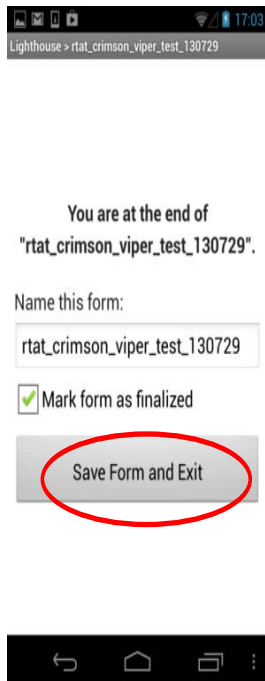 17:03
Lighthouse > rtat_crimson_viper_test_130729
You are at the end of
"rtat_crimson_viper_test_130729".
Name this form:
rtat_crimson_viper_test_130729
Mark form as finalized
Save Form and Exit